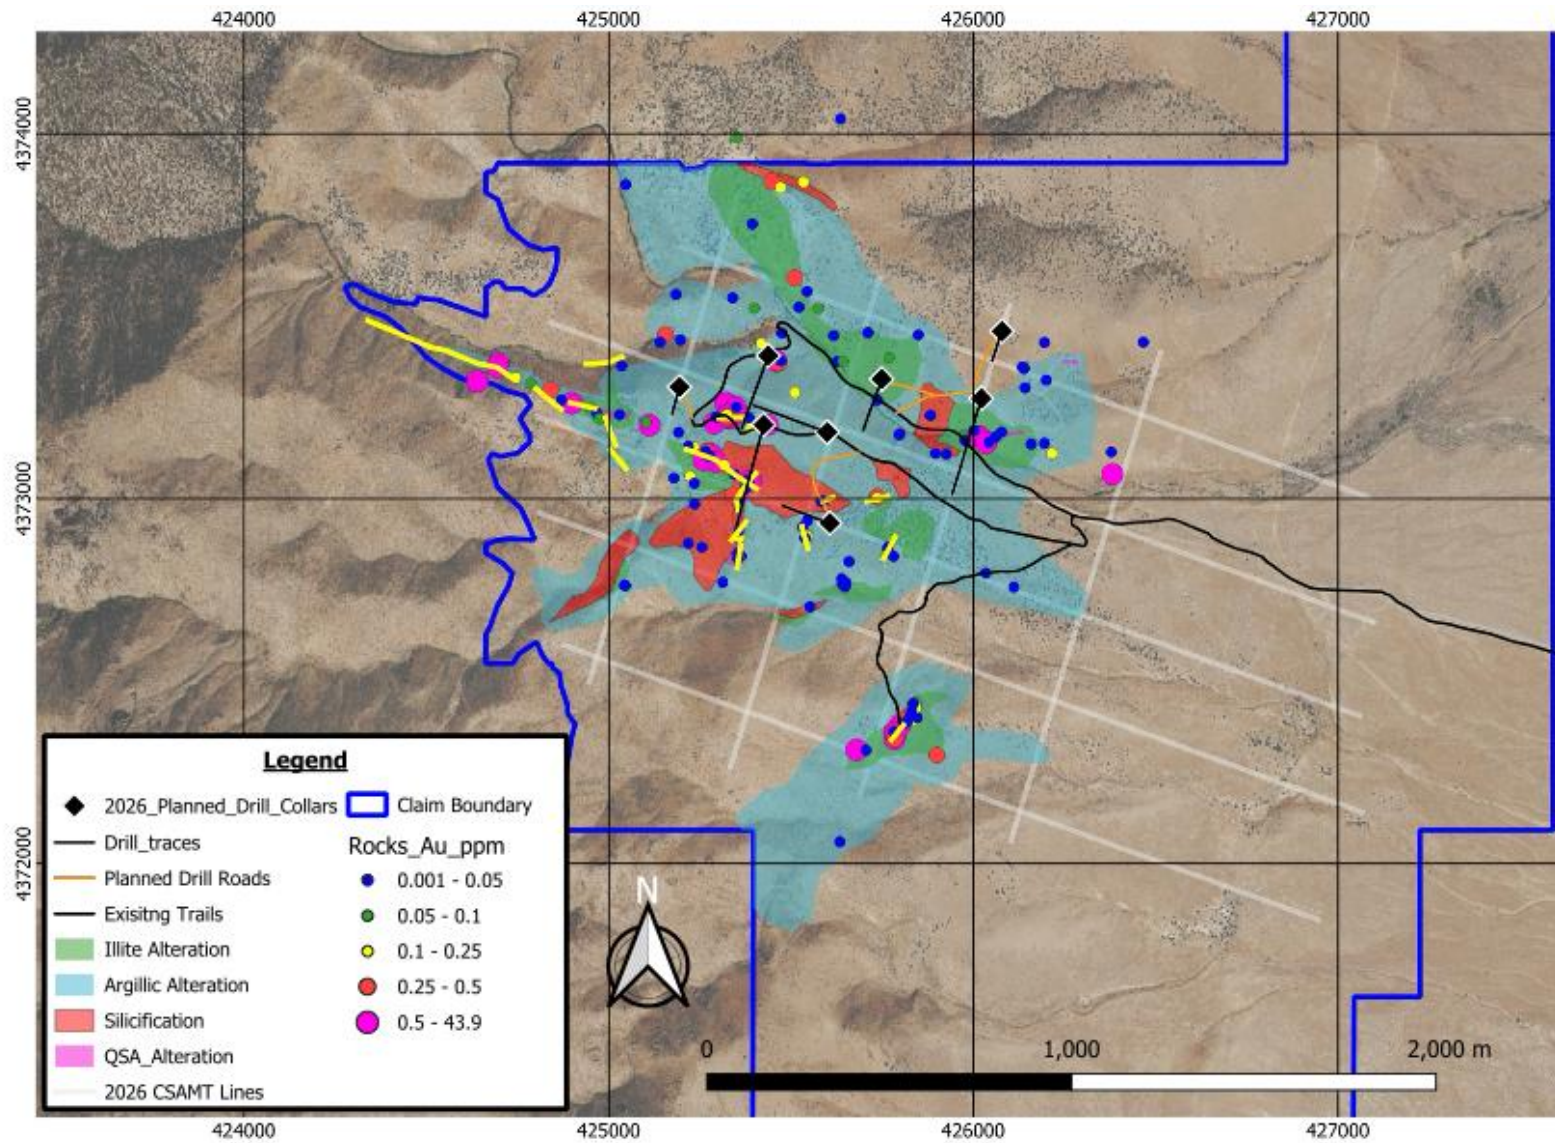 424000 425000 426000 427000
4374000
4373000
4372000
Legend
2026_Planned_Drill_Collars
Drill_traces
Planned Drill Roads
Exisitng Trails
Illite Alteration
Argillic Alteration
Silicification
QSA_Alteration
2026 CSAMT Lines
Claim Boundary
Rocks_Au_ppm
0.001 - 0.05
0.05 - 0.1
0.1 - 0.25
0.25 - 0.5
0.5 - 43.9
N
0 1,000 2,000 m
424000 425000 426000 427000